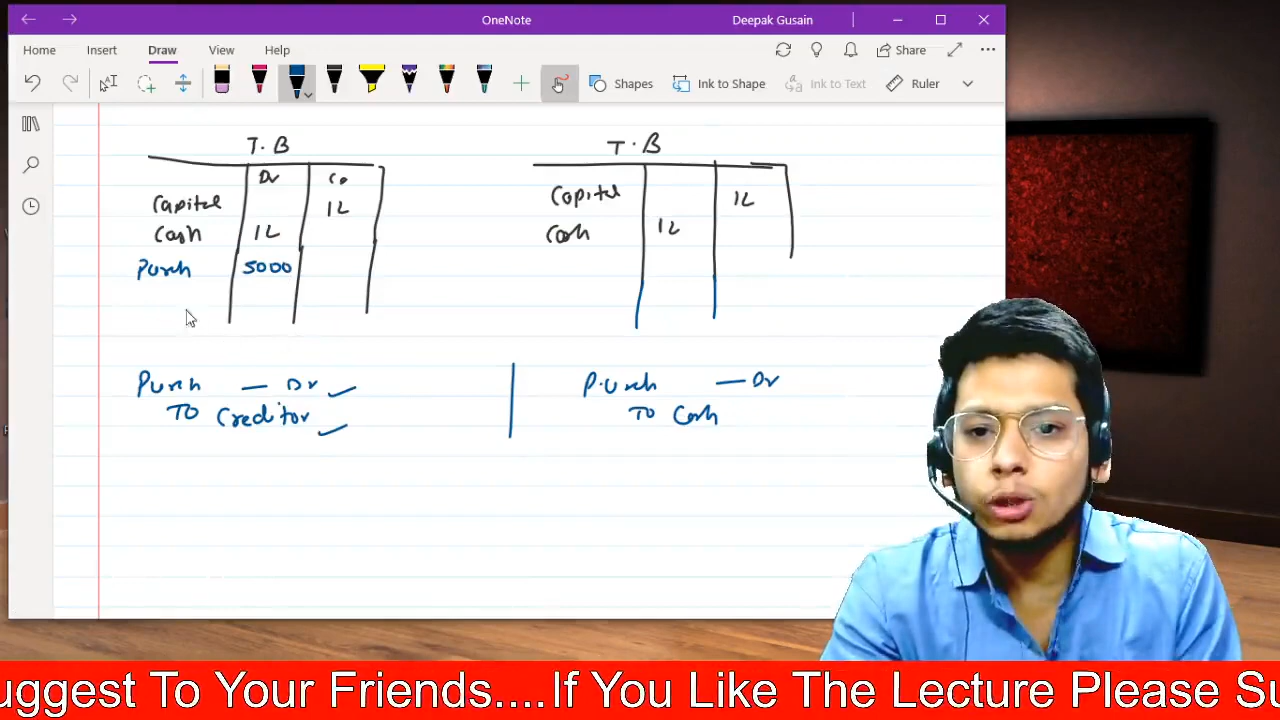 OneNote
Deepak Gusain
Home Insert Draw View Help
Share
Shapes Ink to Shape Ink to Text Ruler
T.B
Dr Cr
Capital 1L
Cash 1L
Purch 5000
T.B
Capital 1L
Cash 1L
Purch — Dr
To Creditor
Purch — Dr
To Cash
uggest To Your Friends....If You Like The Lecture Please Su